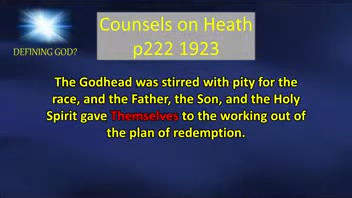 Counsels on Heath
p222 1923
DEFINING GOD?
The Godhead was stirred with pity for the
race, and the Father, the Son, and the Holy
Spirit gave Themselves to the working out of
the plan of redemption.